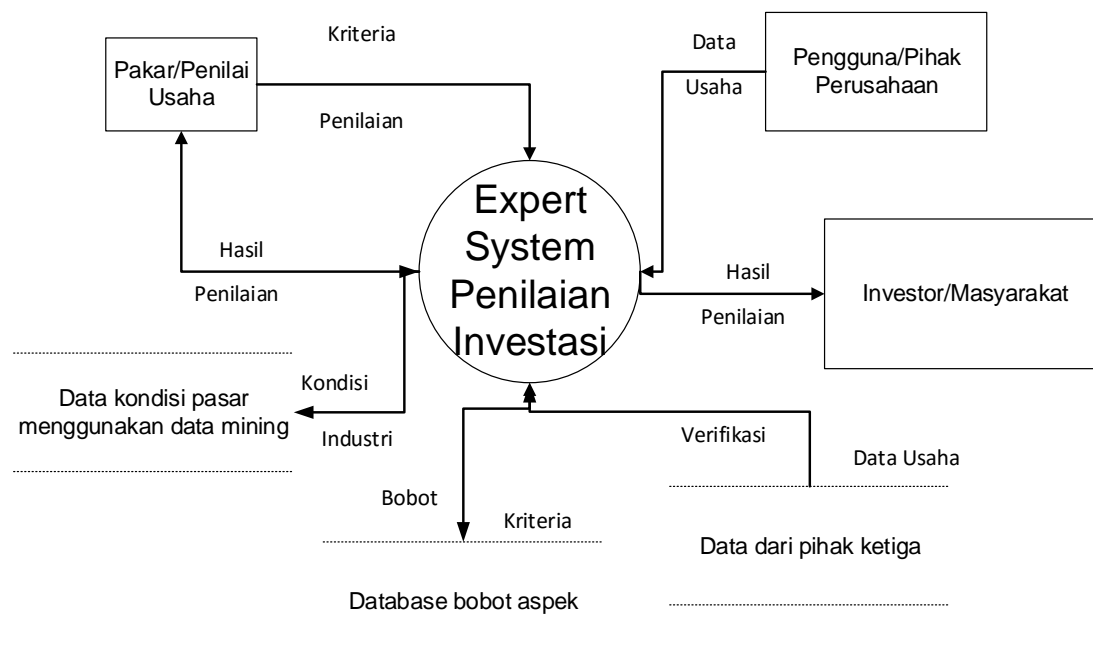 Kriteria
Penilaian
Pakar/Penilai
Usaha
Data
Usaha
Pengguna/Pihak
Perusahaan
Expert
System
Penilaian
Investasi
Hasil
Penilaian
Hasil
Penilaian
Investor/Masyarakat
Kondisi
Industri
Data kondisi pasar
menggunakan data mining
Verifikasi
Data Usaha
Bobot
Kriteria
Data dari pihak ketiga
Database bobot aspek